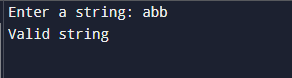 Enter a string: abb
Valid string